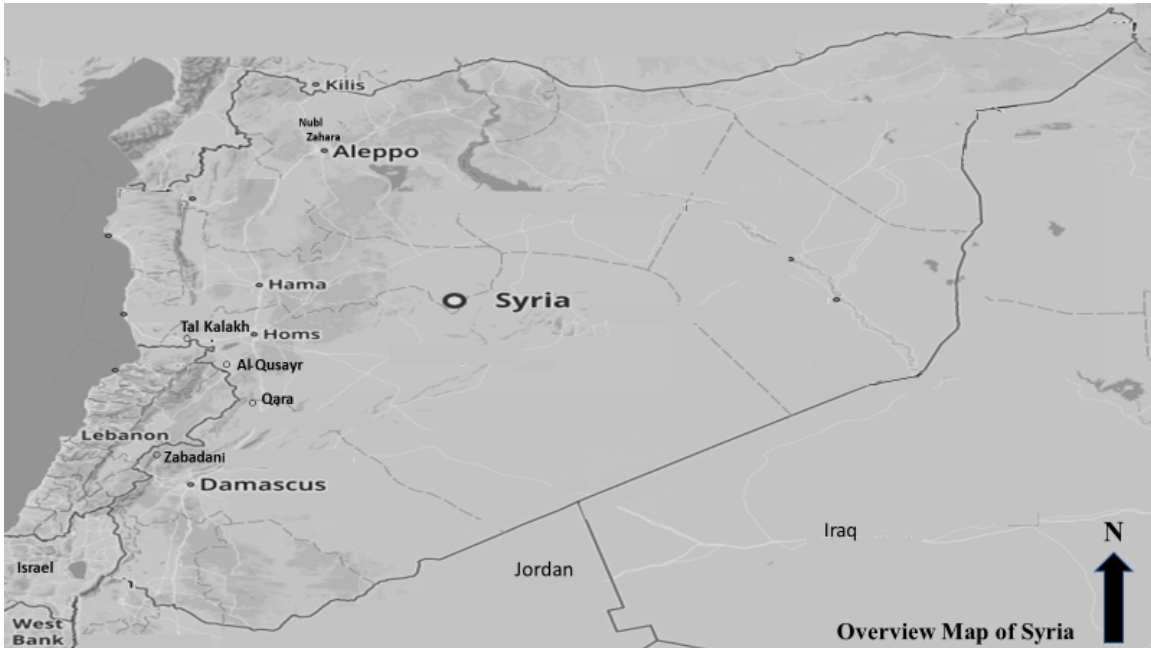 Kilis
Nubl
Zahara
Aleppo
Hama
Syria
Tal Kalakh
Homs
Al Qusayr
Qara
Lebanon
Zabadani
Damascus
Iraq
N
Israel
Jordan
West
Bank
Overview Map of Syria